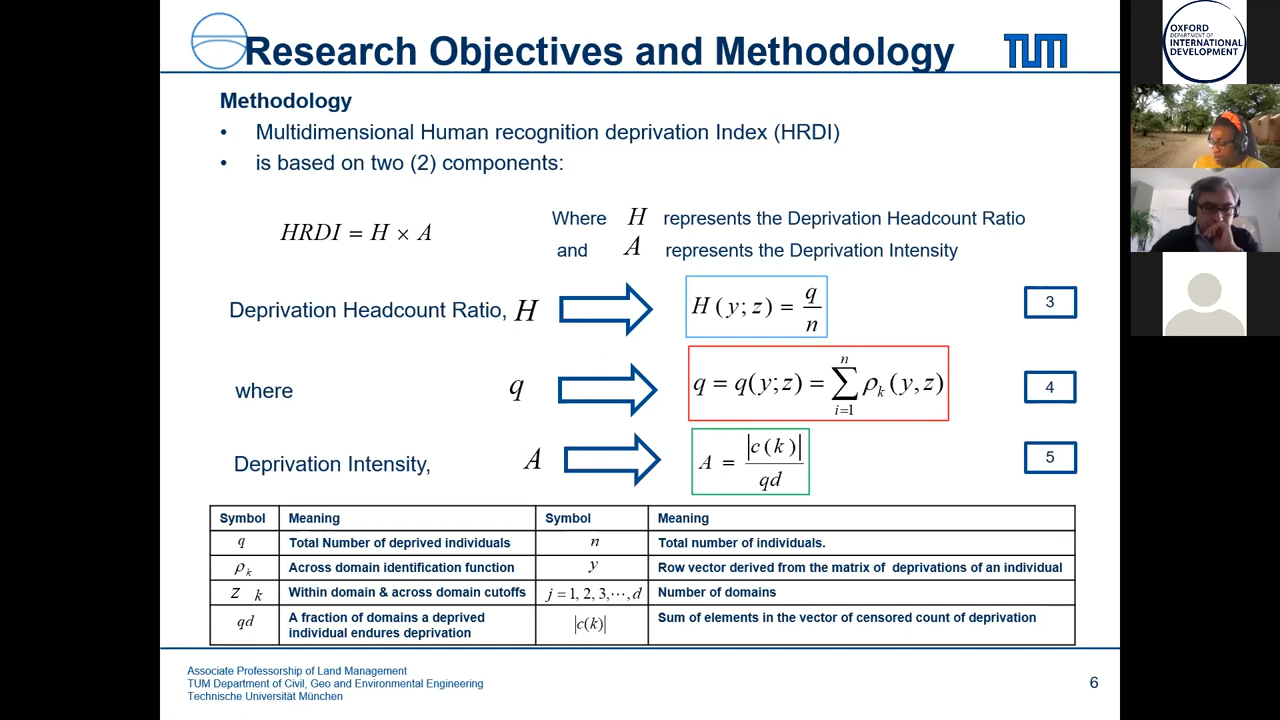 Research Objectives and Methodology
TUM
OXFORD
DEPARTMENT OF
INTERNATIONAL
DEVELOPMENT
Methodology
• Multidimensional Human recognition deprivation Index (HRDI)
• is based on two (2) components:
HRDI = H × A
Where H represents the Deprivation Headcount Ratio
and A represents the Deprivation Intensity
Deprivation Headcount Ratio, H
H ( y; z ) = q/n
3
where q
q = q(y; z) = ∑_{i=1}^{n} ρ_k (y, z)
4
Deprivation Intensity, A
A = |c(k)|/qd
5
Symbol Meaning Symbol Meaning
q Total Number of deprived individuals n Total number of individuals.
ρ_k Across domain identification function y Row vector derived from the matrix of deprivations of an individual
z k Within domain & across domain cutoffs j = 1, 2, 3,⋯, d Number of domains
qd A fraction of domains a deprived
individual endures deprivation
|c(k)| Sum of elements in the vector of censored count of deprivation
Associate Professorship of Land Management
TUM Department of Civil, Geo and Environmental Engineering
Technische Universität München
6